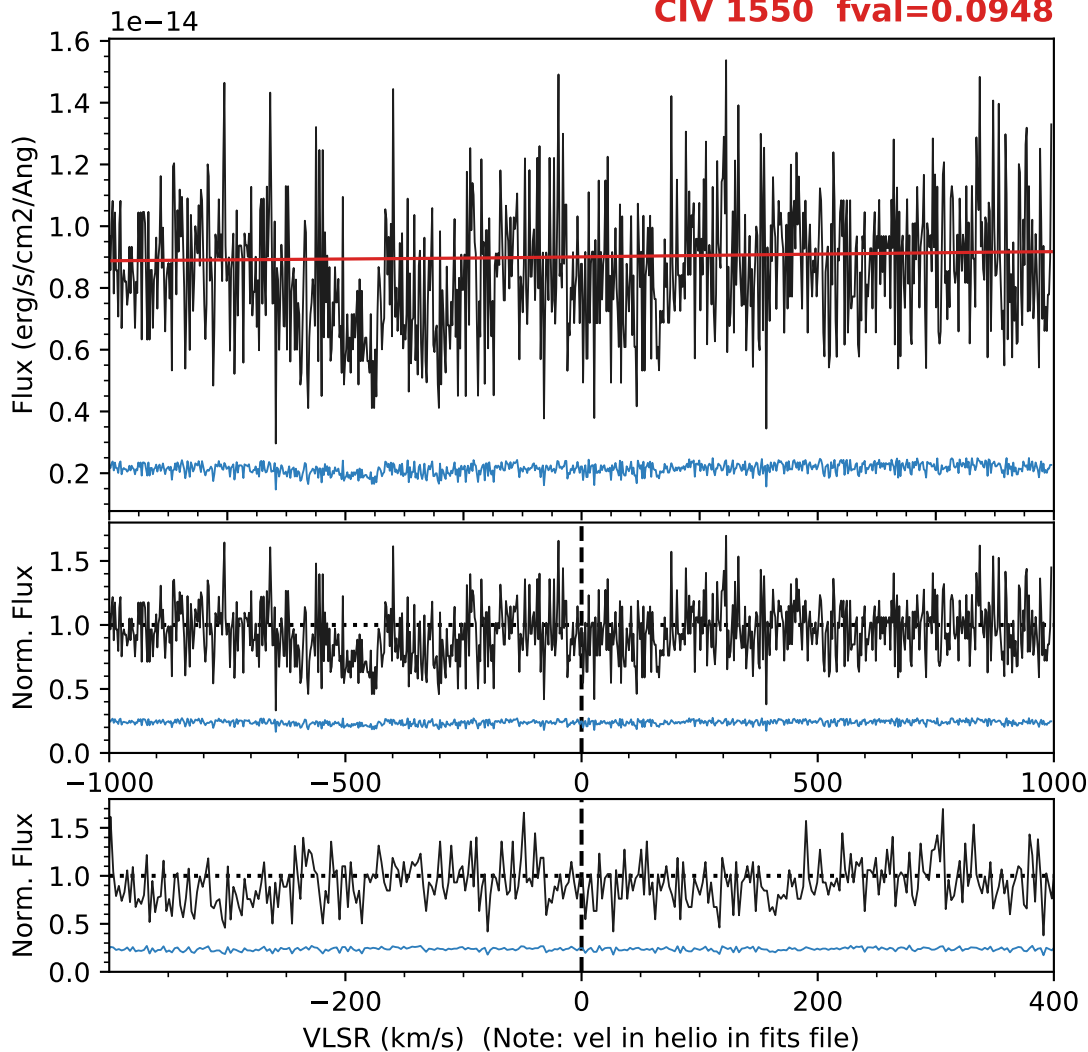 CIV 1550 fval=0.0948
1e−14
1.6
1.4
1.2
1.0
0.8
0.6
0.4
0.2
Flux (erg/s/cm2/Ang)
1.5
1.0
0.5
0.0
Norm. Flux
−1000 −500 0 500 1000
1.5
1.0
0.5
0.0
Norm. Flux
−200 0 200 400
VLSR (km/s) (Note: vel in helio in fits file)